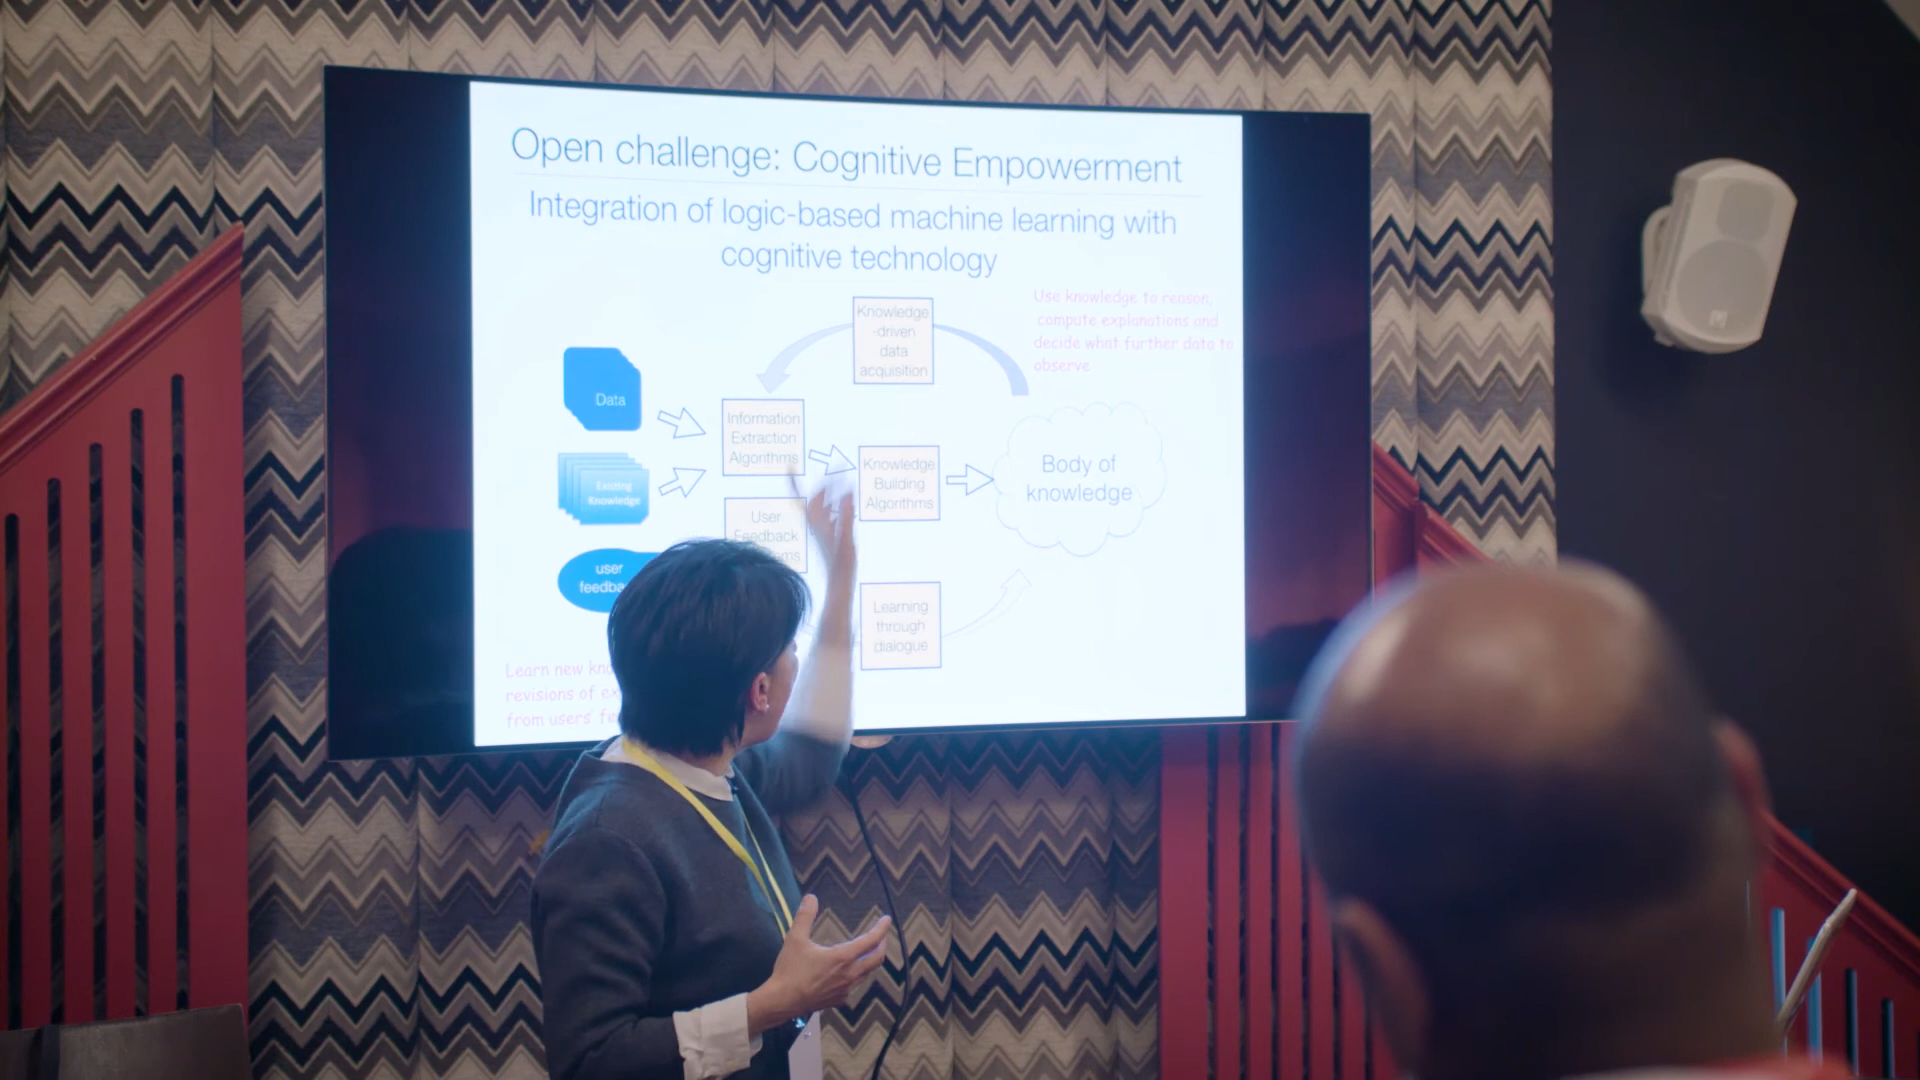 Open challenge: Cognitive Empowerment
Integration of logic-based machine learning with
cognitive technology
Knowledge
-driven
data
acquisition
Use knowledge to reason,
compute explanations and
decide what further data to
observe
Data
Information
Extraction
Algorithms
Existing
Knowledge
Knowledge
Building
Algorithms
Body of
knowledge
User
Feedback
user
Learning
through
dialogue
Learn new
revisions of
from users'